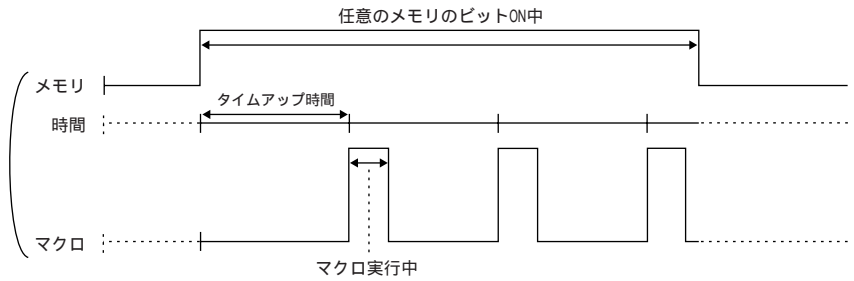 任意のメモリのビットON中
メモリ
タイムアップ時間
時間
マクロ
マクロ実行中